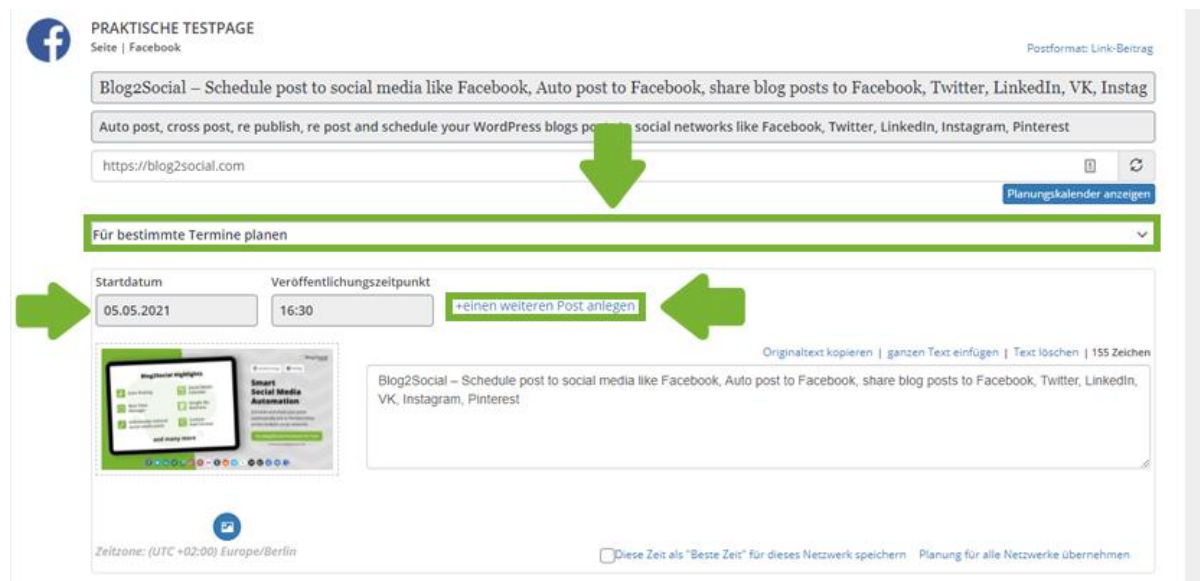 PRAKTISCHE TESTPAGE
Seite | Facebook
Postformat: Link-Beitrag
Blog2Social – Schedule post to social media like Facebook, Auto post to Facebook, share blog posts to Facebook, Twitter, LinkedIn, VK, Instag
Auto post, cross post, re publish, re post and schedule your WordPress blogs to social networks like Facebook, Twitter, LinkedIn, Instagram, Pinterest
https://blog2social.com
Planungskalender anzeigen
Für bestimmte Termine planen
Startdatum Veröffentlichungszeitpunkt
05.05.2021 16:30 +einen weiteren Post anlegen
Originaltext kopieren | ganzen Text einfügen | Text löschen | 155 Zeichen
Blog2Social Highlights
and many more
Smart
Social Media
Automation
Blog2Social – Schedule post to social media like Facebook, Auto post to Facebook, share blog posts to Facebook, Twitter, LinkedIn,
VK, Instagram, Pinterest
Zeitzone: (UTC +02:00) Europe/Berlin
Diese Zeit als "Beste Zeit" für dieses Netzwerk speichern Planung für alle Netzwerke übernehmen